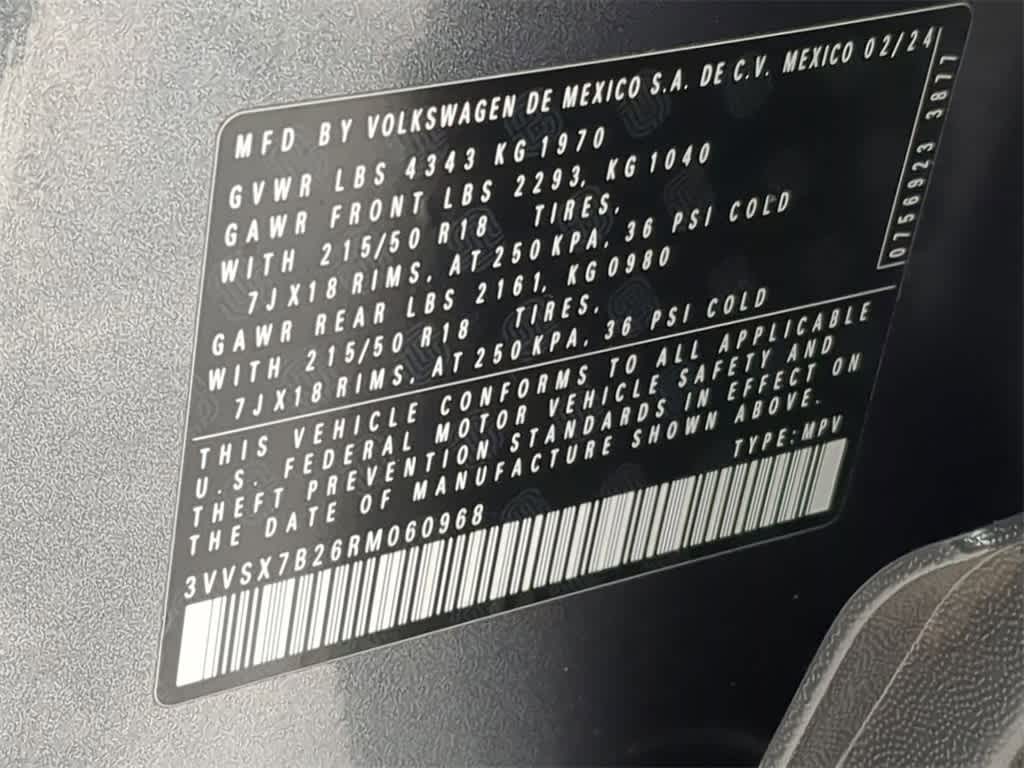 MFD BY VOLKSWAGEN DE MEXICO S.A. DE C.V. MEXICO 02/24
GVWR LBS 4343 KG 1970
GAWR FRONT LBS 2293, KG 1040
WITH 215/50 R18 TIRES,
7JX18 RIMS, AT 250 KPA, 36 PSI COLD
GAWR REAR LBS 2161, KG 0980
WITH 215/50 R18 TIRES,
7JX18 RIMS, AT 250 KPA, 36 PSI COLD
THIS VEHICLE CONFORMS TO ALL APPLICABLE
U.S. FEDERAL MOTOR VEHICLE SAFETY AND
THEFT PREVENTION STANDARDS IN EFFECT ON
THE DATE OF MANUFACTURE SHOWN ABOVE.
TYPE:MPV
3VVSX7B26RM060968
0756923 3877